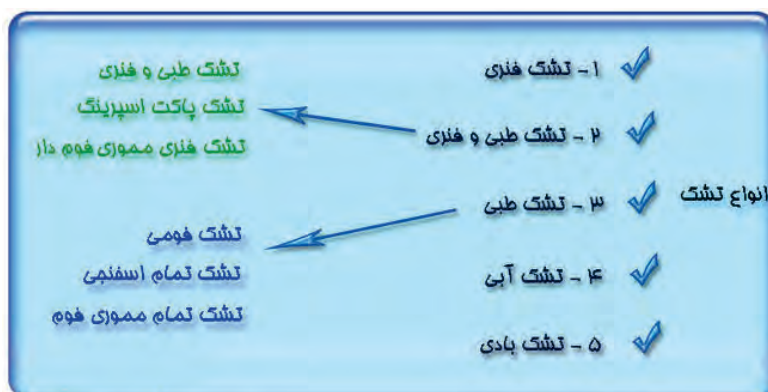 انواع تشک
۱ - تشک فنری
۲ - تشک طبی و فنری
تشک طبی و فنری
تشک پاکت اسپرینگ
تشک فنری مموری فوم دار
۳ - تشک طبی
تشک فومی
تشک تمام اسفنجی
تشک تمام مموری فوم
۴ - تشک آبی
۵ - تشک بادی